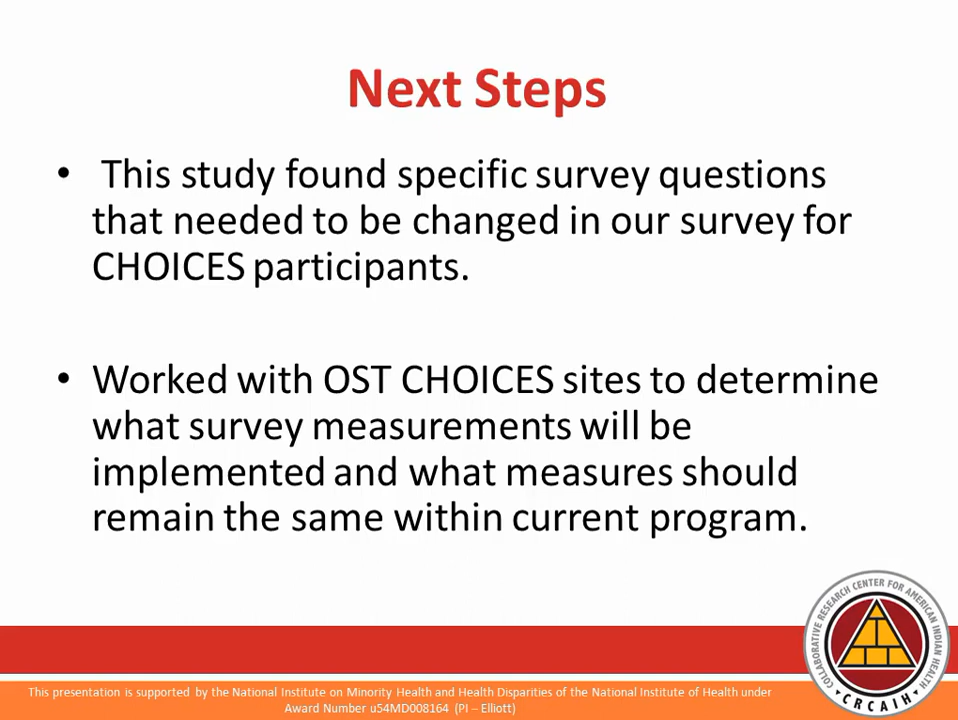 Next Steps
• This study found specific survey questions
that needed to be changed in our survey for
CHOICES participants.
• Worked with OST CHOICES sites to determine
what survey measurements will be
implemented and what measures should
remain the same within current program.
COLLABORATIVE RESEARCH CENTER FOR AMERICAN INDIAN HEALTH
CRCAIH
This presentation is supported by the National Institute on Minority Health and Health Disparities of the National Institute of Health under
Award Number u54MD008164 (PI – Elliott)